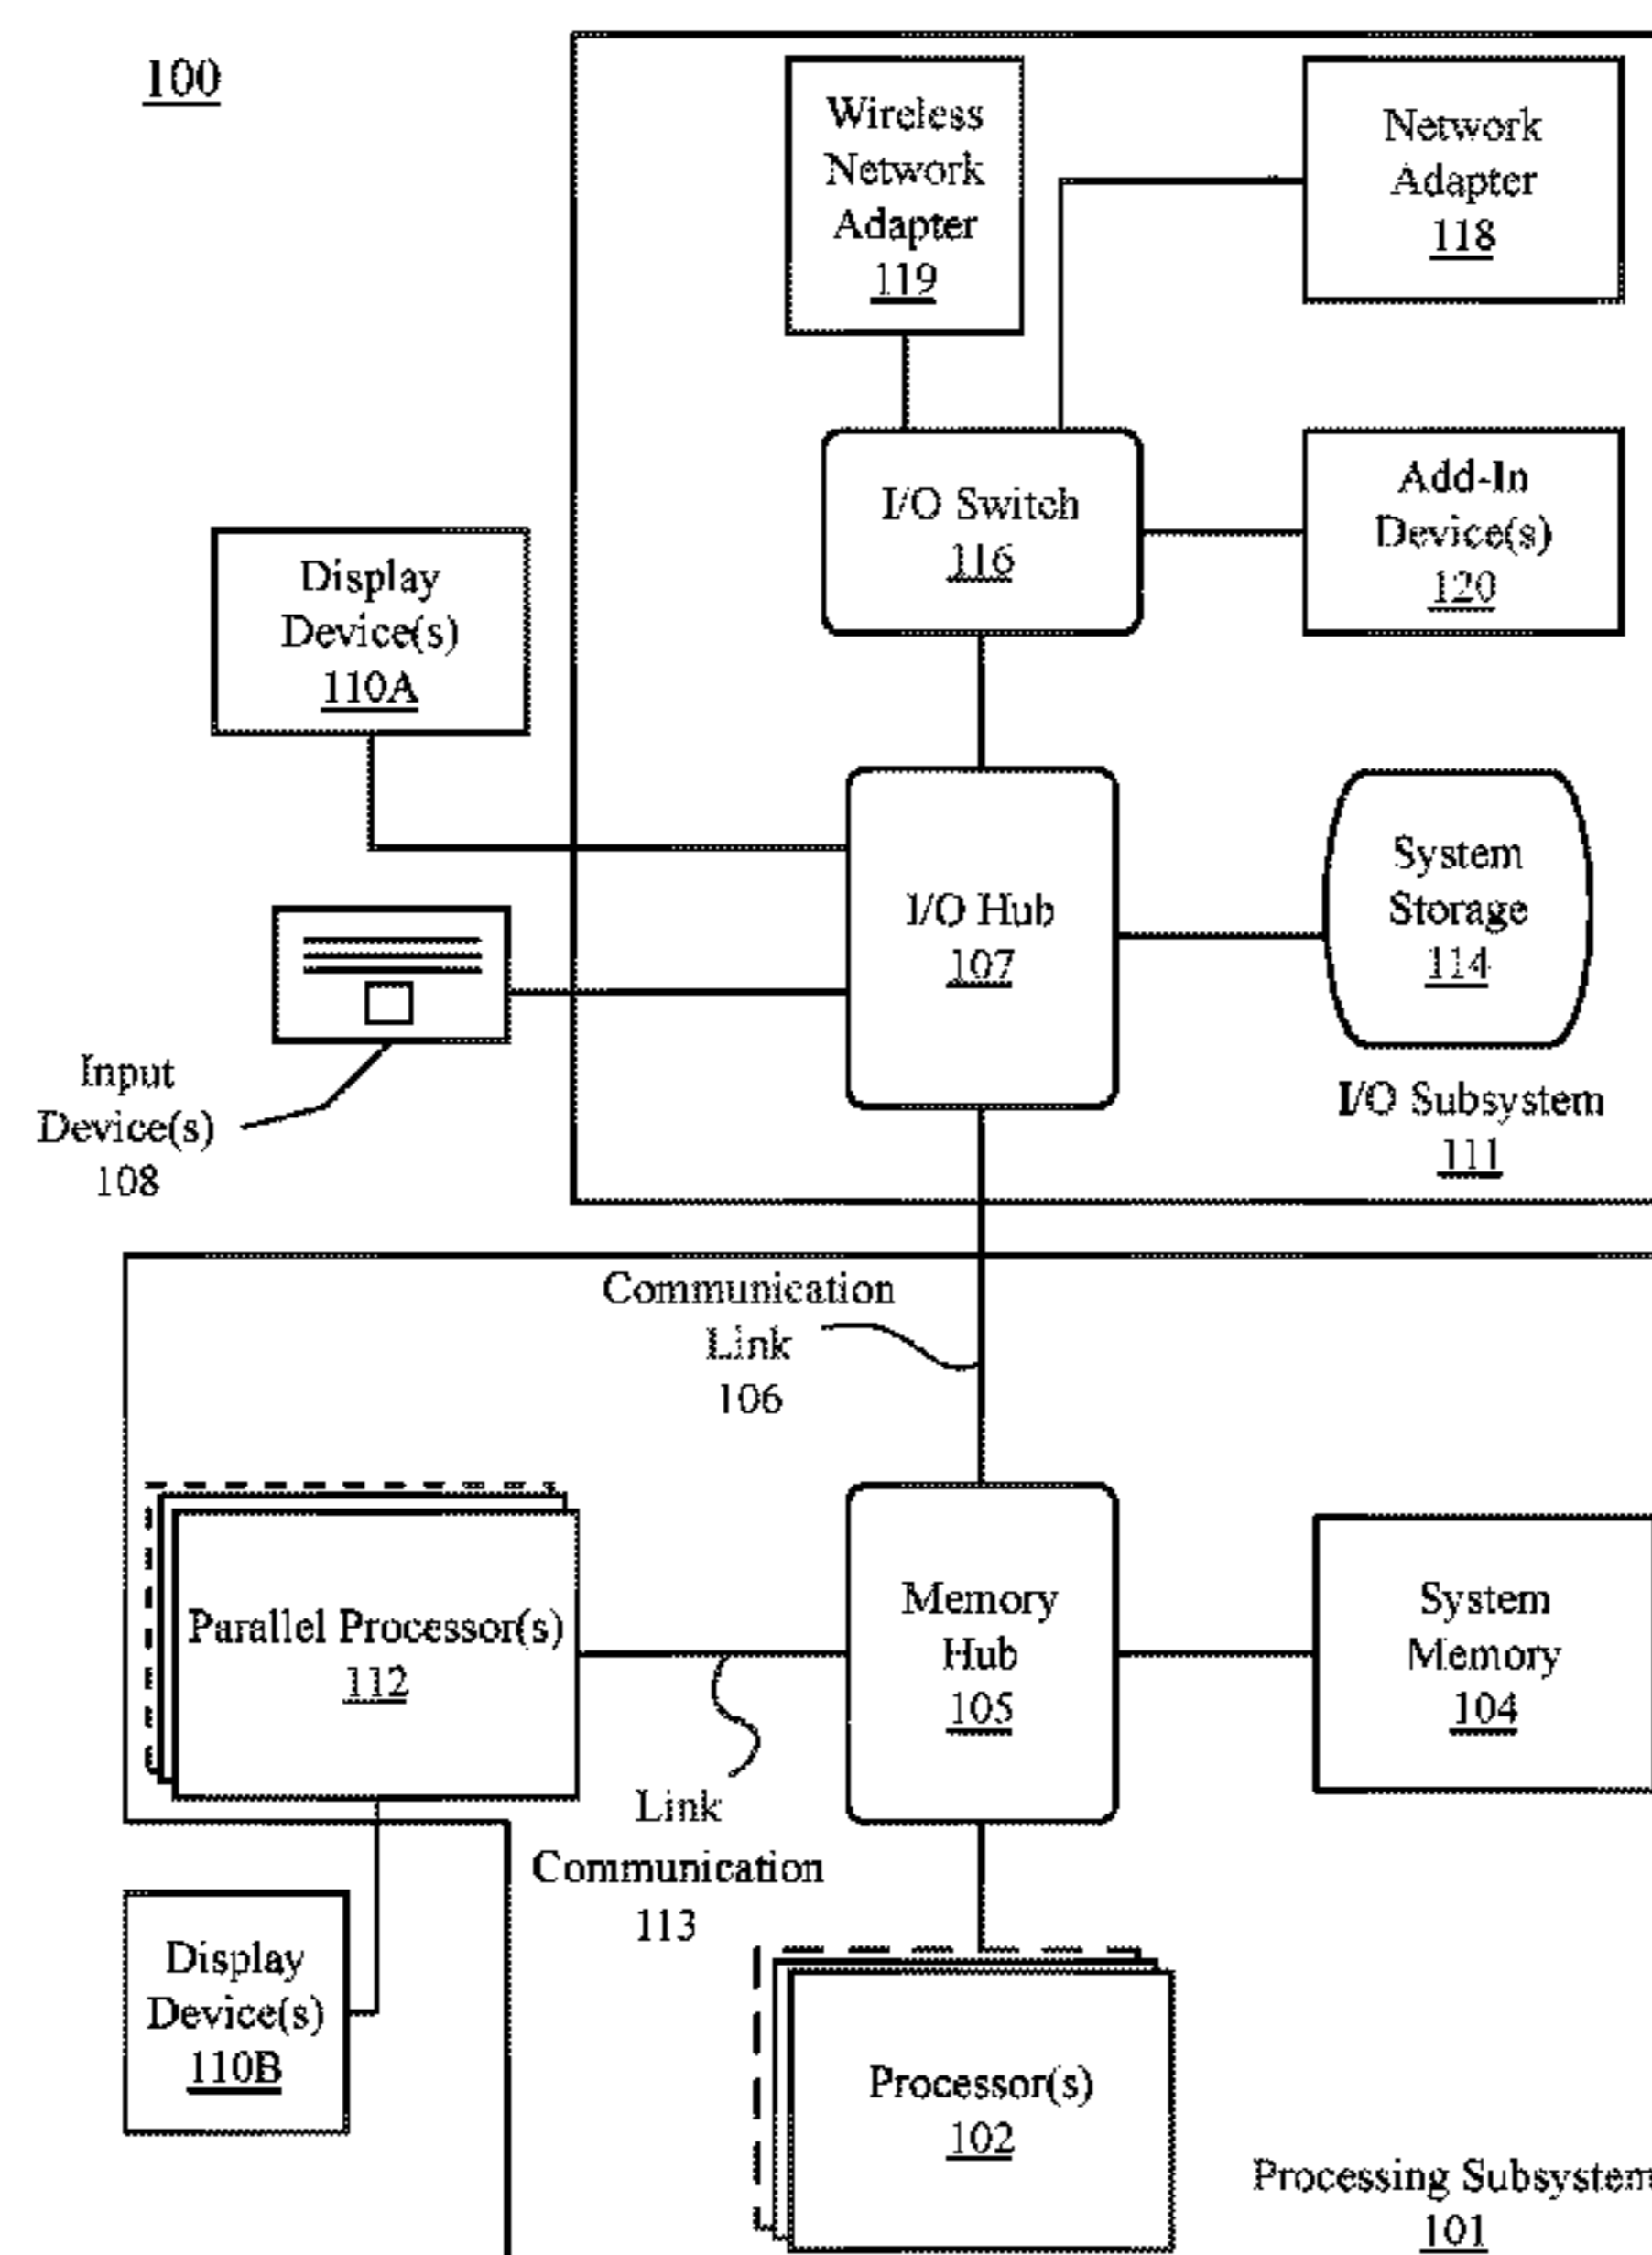 100
Wireless
Network
Adapter
119
Network
Adapter
118
I/O Switch
116
Add-In
Device(s)
120
Display
Device(s)
110A
I/O Hub
107
System
Storage
114
Input
Device(s)
108
I/O Subsystem
111
Communication
Link
106
Parallel Processor(s)
112
Memory
Hub
105
System
Memory
104
Link
Communication
113
Display
Device(s)
110B
Processor(s)
102
Processing Subsystem
101